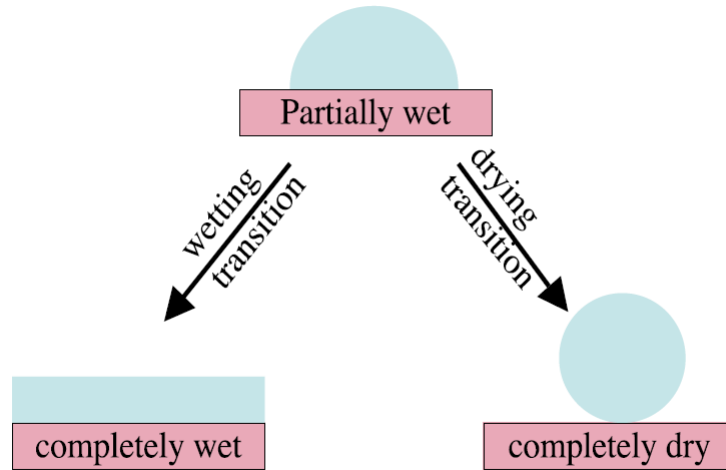 Partially wet
wetting
transition
drying
transition
completely wet
completely dry